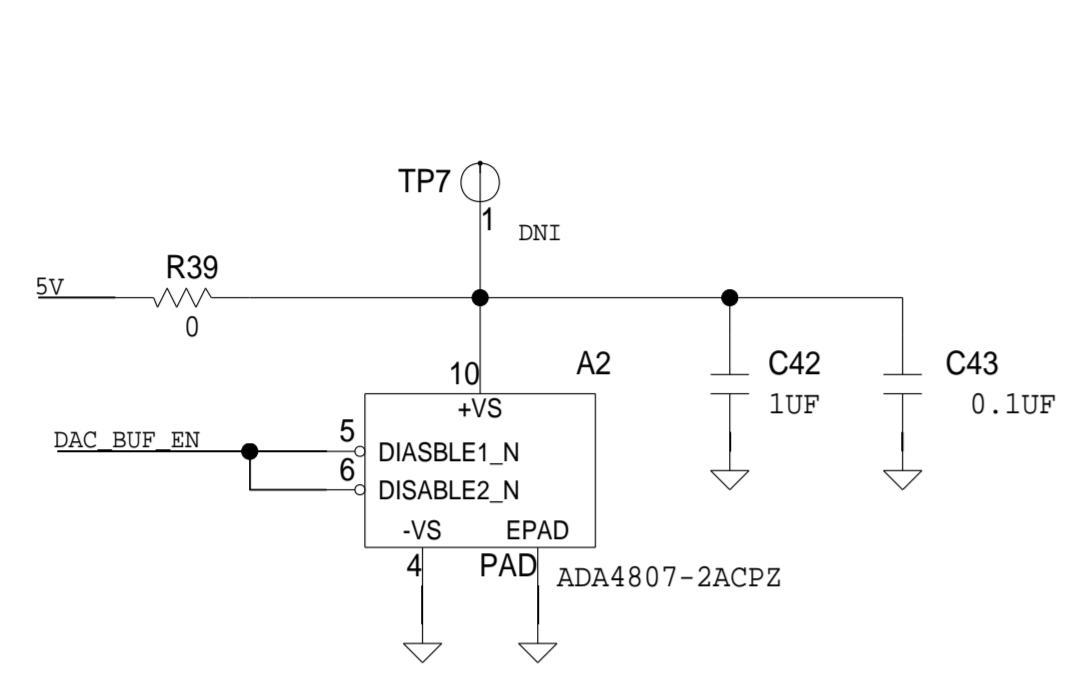 TP7
1
DNI
R39
5V
0
10
A2
C42
1UF
C43
0.1UF
+VS
DAC_BUF_EN
5
DIASBLE1_N
6
DISABLE2_N
-VS
EPAD
4
PAD
ADA4807-2ACPZ